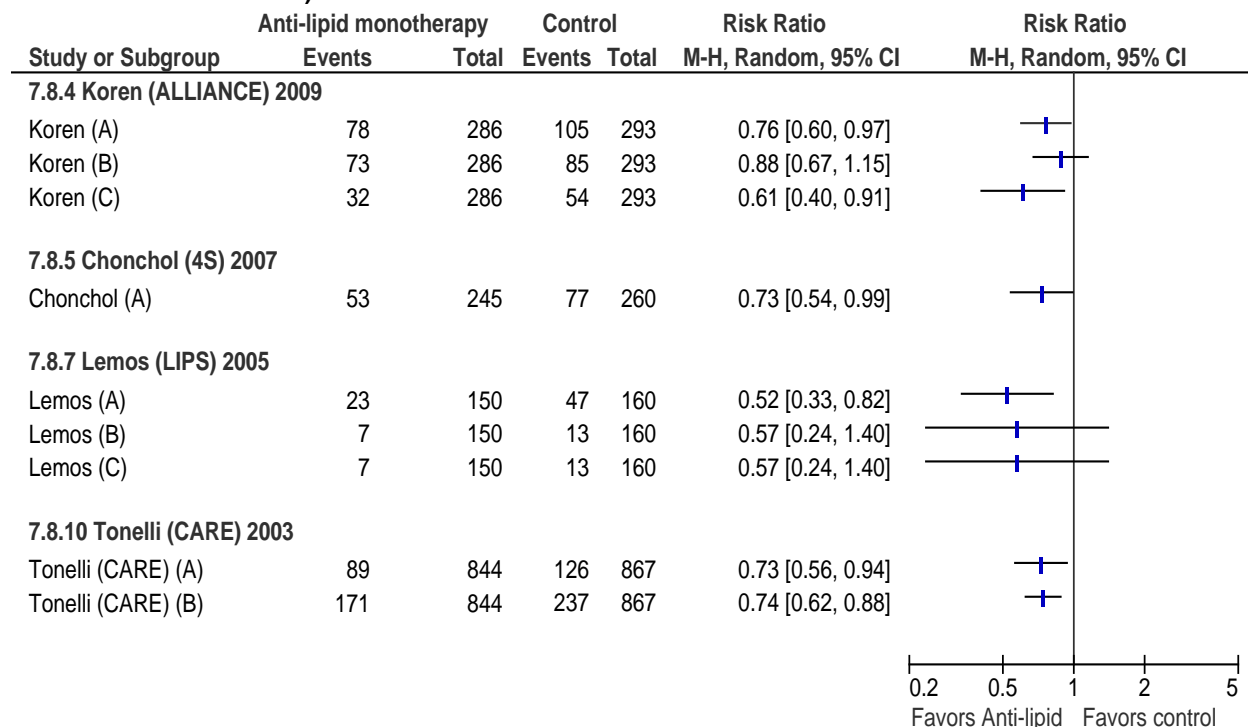 Anti-lipid monotherapy Control Risk Ratio Risk Ratio
Study or Subgroup Events Total Events Total M-H, Random, 95% CI M-H, Random, 95% CI
7.8.4 Koren (ALLIANCE) 2009
Koren (A) 78 286 105 293 0.76 [0.60, 0.97]
Koren (B) 73 286 85 293 0.88 [0.67, 1.15]
Koren (C) 32 286 54 293 0.61 [0.40, 0.91]
7.8.5 Chonchol (4S) 2007
Chonchol (A) 53 245 77 260 0.73 [0.54, 0.99]
7.8.7 Lemos (LIPS) 2005
Lemos (A) 23 150 47 160 0.52 [0.33, 0.82]
Lemos (B) 7 150 13 160 0.57 [0.24, 1.40]
Lemos (C) 7 150 13 160 0.57 [0.24, 1.40]
7.8.10 Tonelli (CARE) 2003
Tonelli (CARE) (A) 89 844 126 867 0.73 [0.56, 0.94]
Tonelli (CARE) (B) 171 844 237 867 0.74 [0.62, 0.88]
0.2 0.5 1 2 5
Favors Anti-lipid Favors control